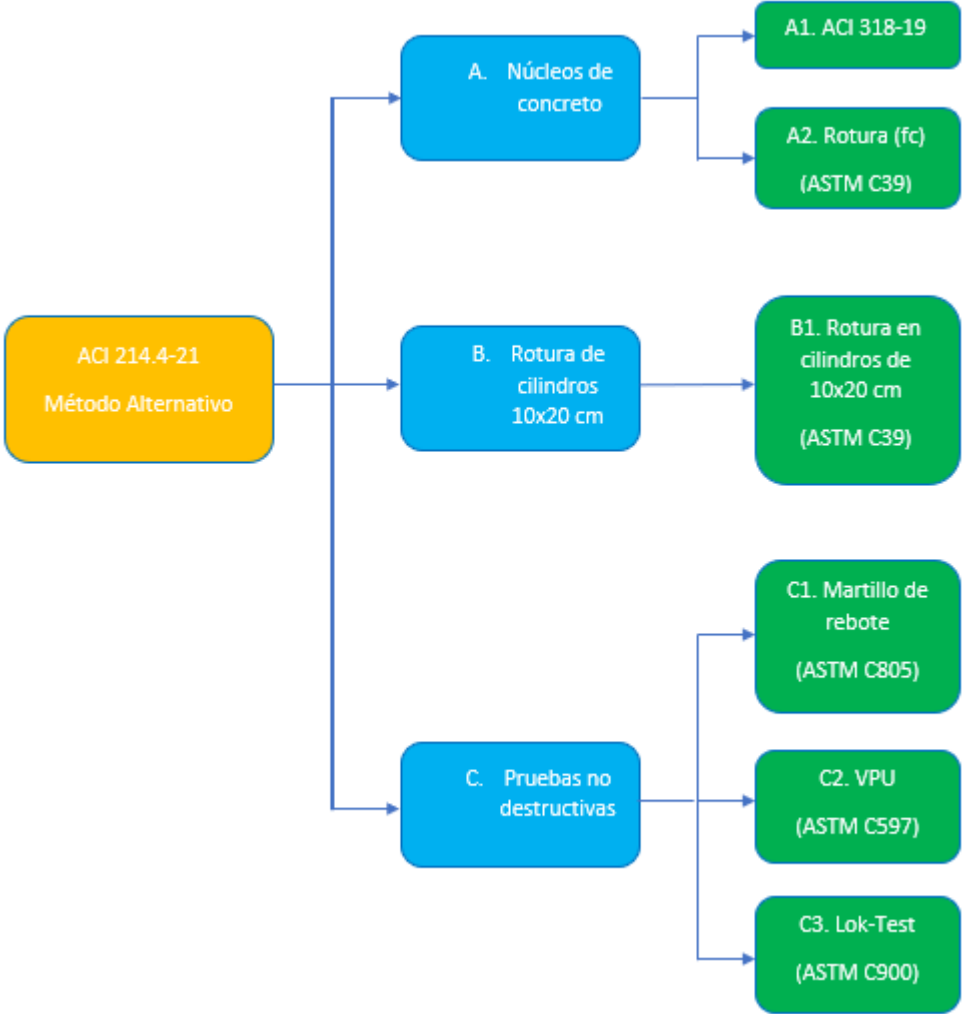 A1. ACI 318-19
A. Núcleos de
concreto
A2. Rotura (fc)
(ASTM C39)
ACI 214.4-21
Método Alternativo
B. Rotura de
cilindros
10x20 cm
B1. Rotura en
cilindros de
10x20 cm
(ASTM C39)
C1. Martillo de
rebote
(ASTM C805)
C. Pruebas no
destructivas
C2. VPU
(ASTM C597)
C3. Lok-Test
(ASTM C900)